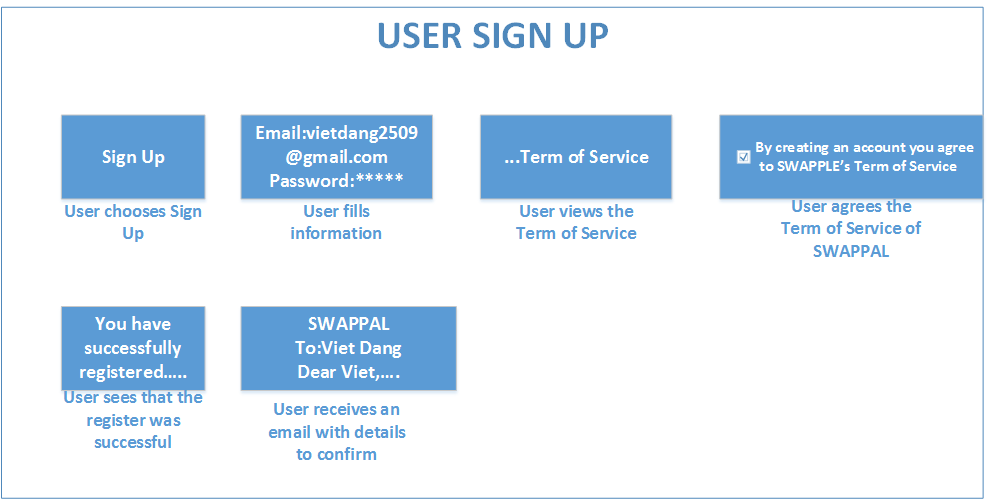 USER SIGN UP
Sign Up
User chooses Sign
Up
Email:vietdang2509
@gmail.com
Password:*****
User fills
information
...Term of Service
User views the
Term of Service
By creating an account you agree
to SWAPPLE's Term of Service
User agrees the
Term of Service of
SWAPPAL
You have
successfully
registered.....
User sees that the
register was
successful
SWAPPAL
To:Viet Dang
Dear Viet,....
User receives an
email with details
to confirm